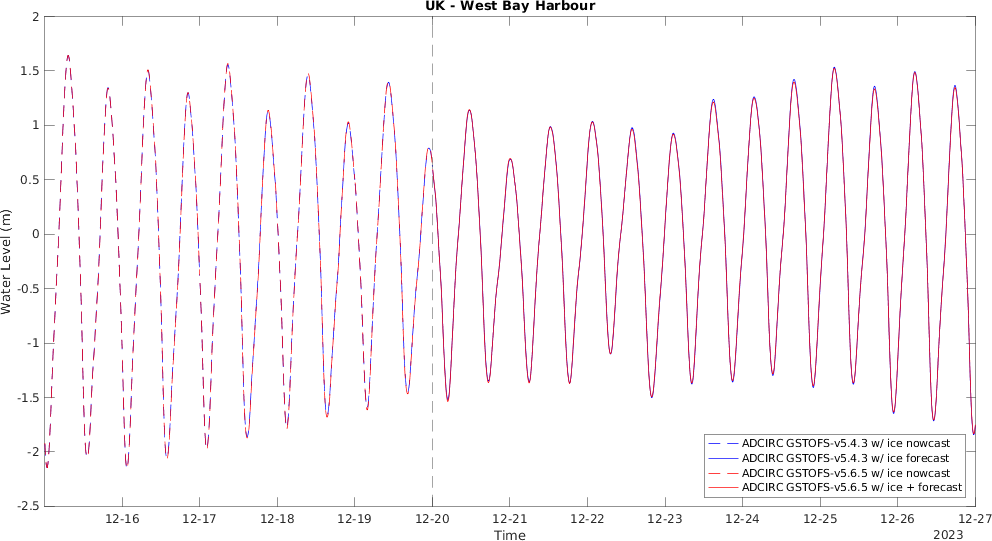 UK - West Bay Harbour
2
1.5
1
0.5
0
-0.5
-1
-1.5
-2
-2.5
Water Level (m)
ADCIRC GSTOFS-v5.4.3 w/ ice nowcast
ADCIRC GSTOFS-v5.4.3 w/ ice forecast
ADCIRC GSTOFS-v5.6.5 w/ ice nowcast
ADCIRC GSTOFS-v5.6.5 w/ ice + forecast
12-16 12-17 12-18 12-19 12-20 12-21 12-22 12-23 12-24 12-25 12-26 12-27
Time
2023